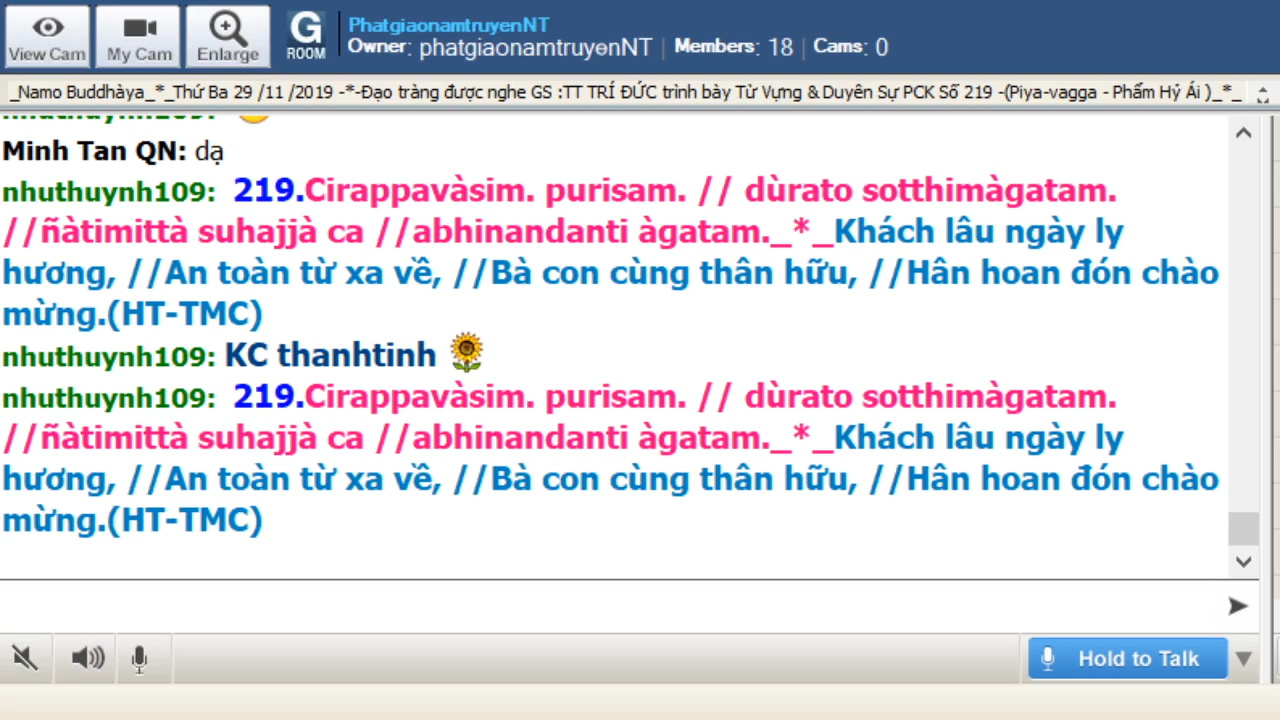 View Cam
My Cam
Enlarge
G
ROOM
PhatgiaonamtruyenNT
Owner: phatgiaonamtruyenNT | Members: 18 | Cams: 0
_Namo Buddhàya_*_Thứ Ba 29 /11 /2019 -*-Đạo tràng được nghe GS :TT TRÍ ĐỨC trình bày Từ Vựng & Duyên Sự PCK Số 219 -(Piya-vagga - Phẩm Hỷ Ái )_*_
nhuthuynh109:
Minh Tan QN: dạ
nhuthuynh109: 219.Cirappavàsim. purisam. // dùrato sotthimàgatam.
//ñàtimittà suhajjà ca //abhinandanti àgatam._*_Khách lâu ngày ly
hương, //An toàn từ xa về, //Bà con cùng thân hữu, //Hân hoan đón chào
mừng.(HT-TMC)
nhuthuynh109: KC thanhtinh
nhuthuynh109: 219.Cirappavàsim. purisam. // dùrato sotthimàgatam.
//ñàtimittà suhajjà ca //abhinandanti àgatam._*_Khách lâu ngày ly
hương, //An toàn từ xa về, //Bà con cùng thân hữu, //Hân hoan đón chào
mừng.(HT-TMC)
Hold to Talk